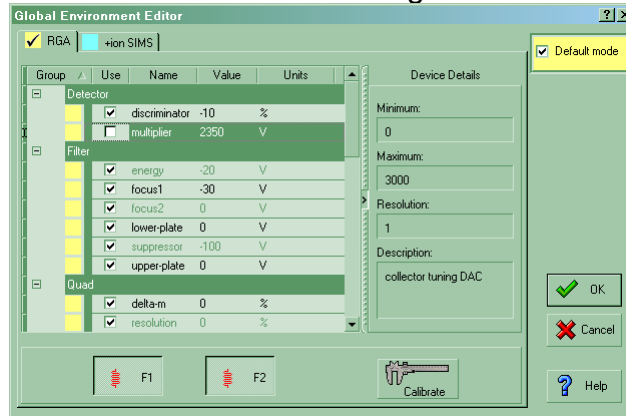 Global Environment Editor
RGA +ion SIMS
Default mode
Group Use Name Value Units
Detector
discriminator -10 %
multiplier 2350 V
Filter
energy -20 V
focus1 -30 V
focus2 0 V
lower-plate 0 V
suppressor -100 V
upper-plate 0 V
Quad
delta-m 0 %
resolution 0 %
Device Details
Minimum:
0
Maximum:
3000
Resolution:
1
Description:
collector tuning DAC
OK
Cancel
Help
F1 F2
Calibrate